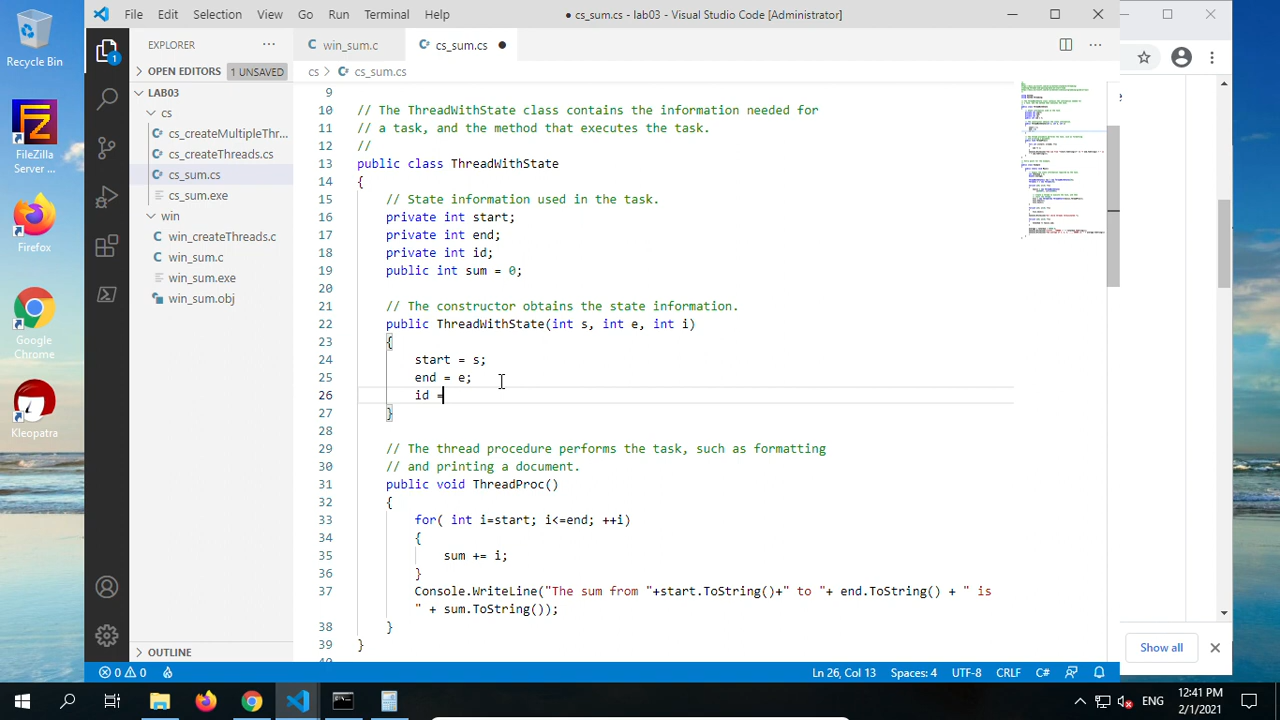 File Edit Selection View Go Run Terminal Help
● cs_sum.cs - lab03 - Visual Studio Code [Administrator]
Recycle Bin
FileZilla
Server ...
Firefox
Google
Chrome
Kleopatra
1
EXPLORER
OPEN EDITORS 1 UNSAVED
LAB03
cs
cs_createMulnipleThr...
cs_createThreads.cs
cs_sum.cs
cs_sum.exe
win
win_createThreads.c
win_sum.c
win_sum.exe
win_sum.obj
OUTLINE
C win_sum.c
cs_sum.cs ●
cs > cs_sum.cs
9
10 The ThreadWithState class contains the information needed for
11 a task, and the method that executes the task.
12
13 public class ThreadWithState
14 {
15 // State information used in the task.
16 private int start;
17 private int end;
18 private int id;
19 public int sum = 0;
20
21 // The constructor obtains the state information.
22 public ThreadWithState(int s, int e, int i)
23 {
24 start = s;
25 end = e;
26 id =
27 }
28
29 // The thread procedure performs the task, such as formatting
30 // and printing a document.
31 public void ThreadProc()
32 {
33 for( int i=start; i<=end; ++i)
34 {
35 sum += i;
36 }
37 Console.WriteLine("The sum from "+start.ToString()+" to "+ end.ToString() + " is
" + sum.ToString());
38 }
39 }
0 0
Ln 26, Col 13 Spaces: 4 UTF-8 CRLF C#
Show all
ENG
12:41 PM
2/1/2021